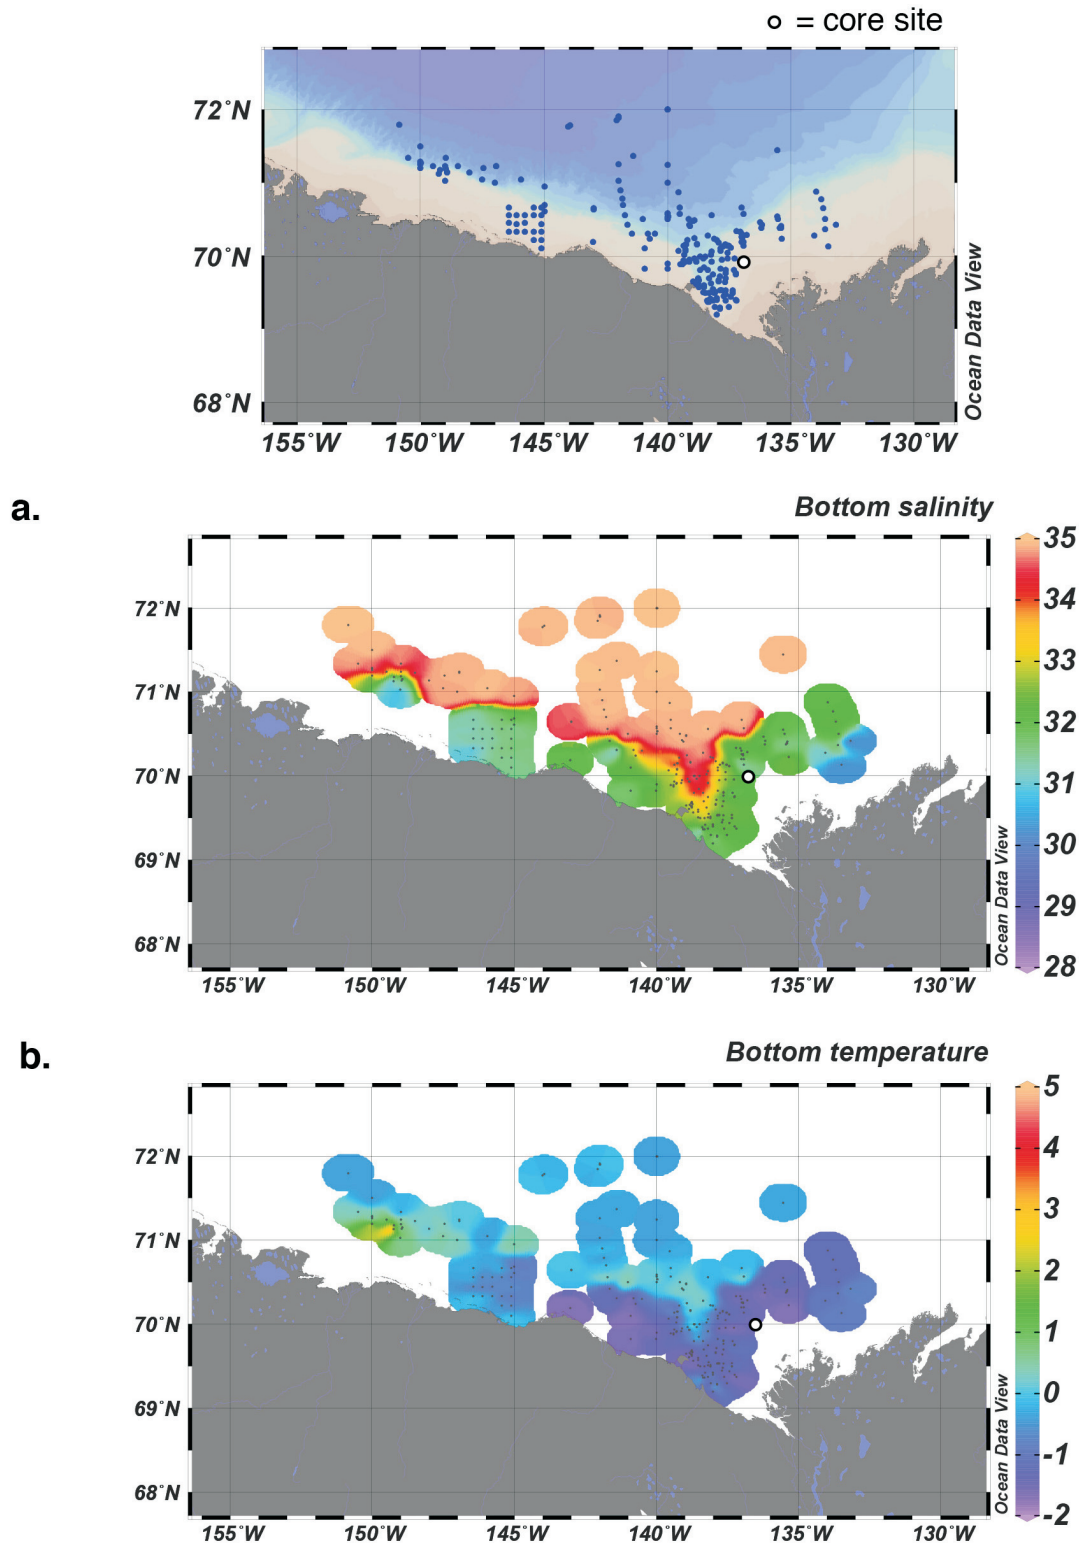 = core site
72°N
70°N
68°N
155°W 150°W 145°W 140°W 135°W 130°W
Ocean Data View
a.
Bottom salinity
72°N
71°N
70°N
69°N
68°N
155°W 150°W 145°W 140°W 135°W 130°W
Ocean Data View
35
34
33
32
31
30
29
28
b.
Bottom temperature
72°N
71°N
70°N
69°N
68°N
155°W 150°W 145°W 140°W 135°W 130°W
Ocean Data View
5
4
3
2
1
0
-1
-2